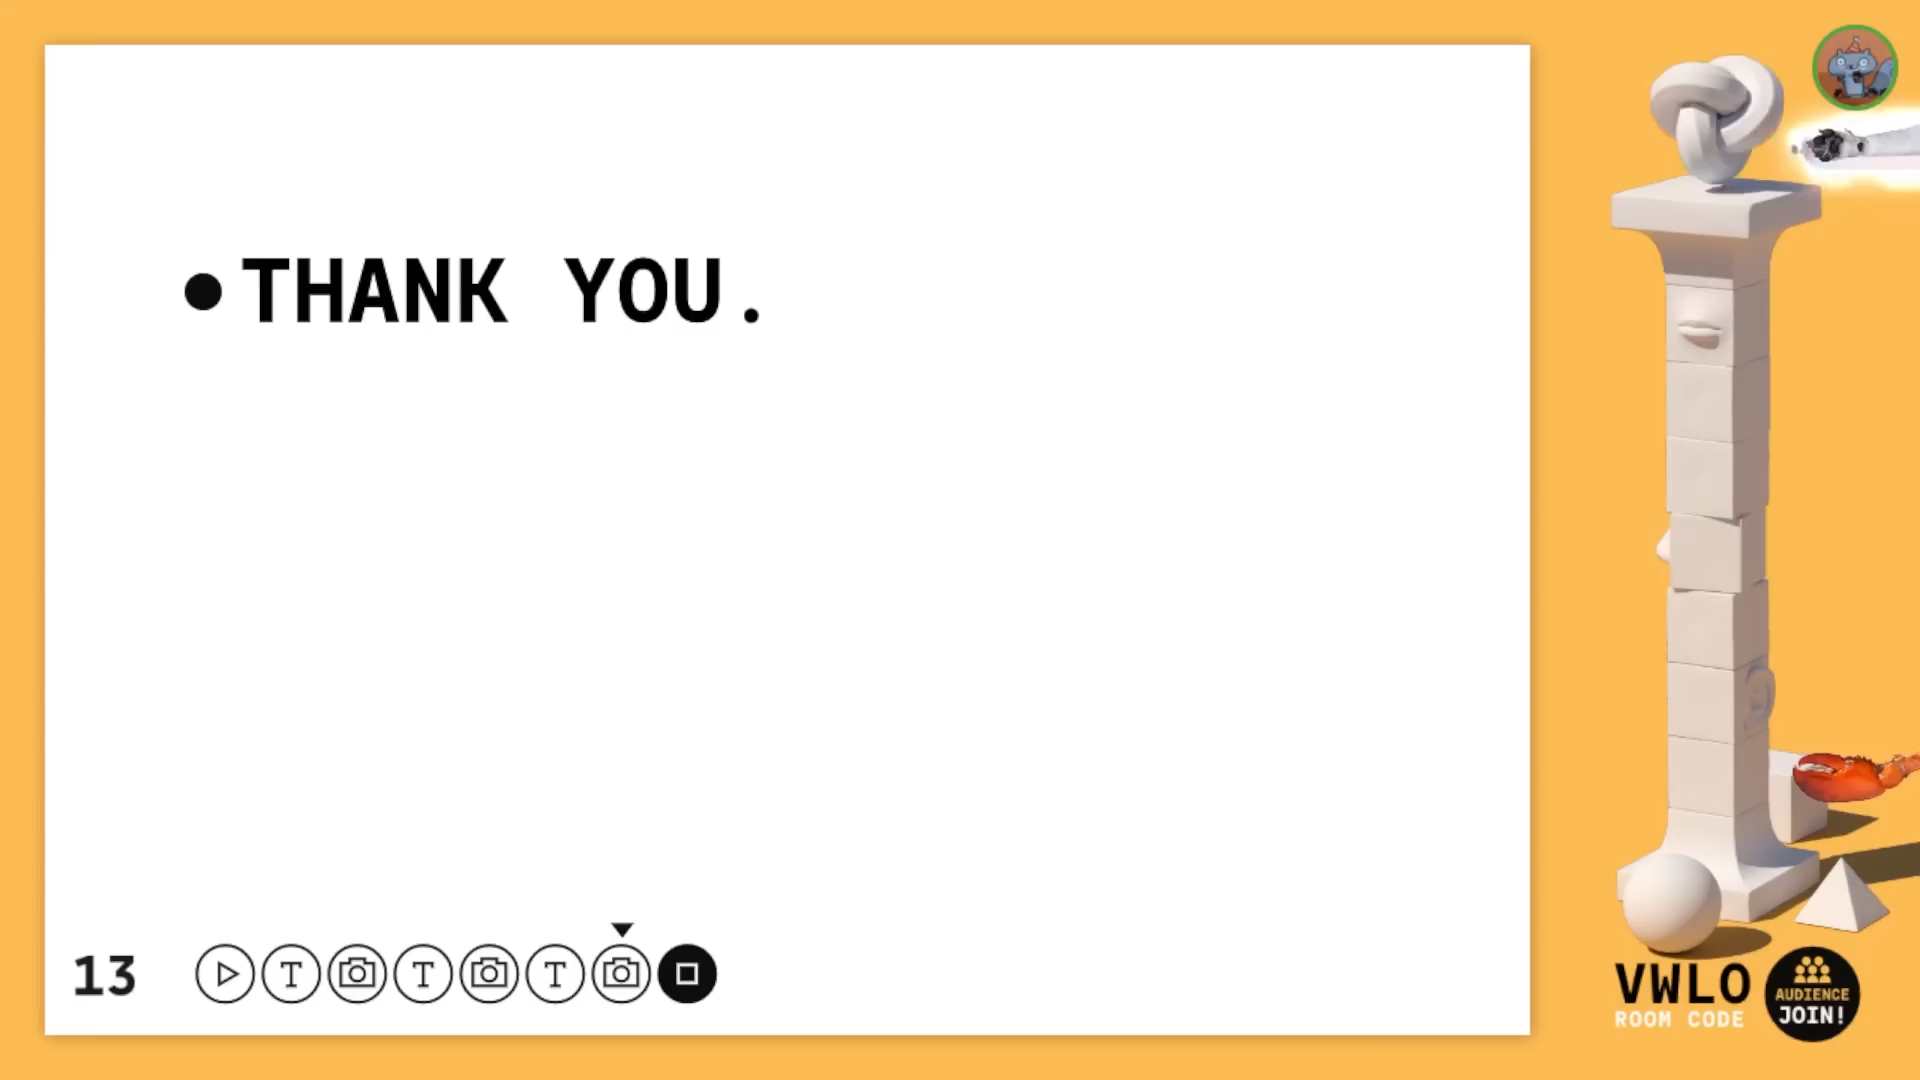 • THANK YOU.
13
T T T
VWLO
ROOM CODE
AUDIENCE
JOIN!